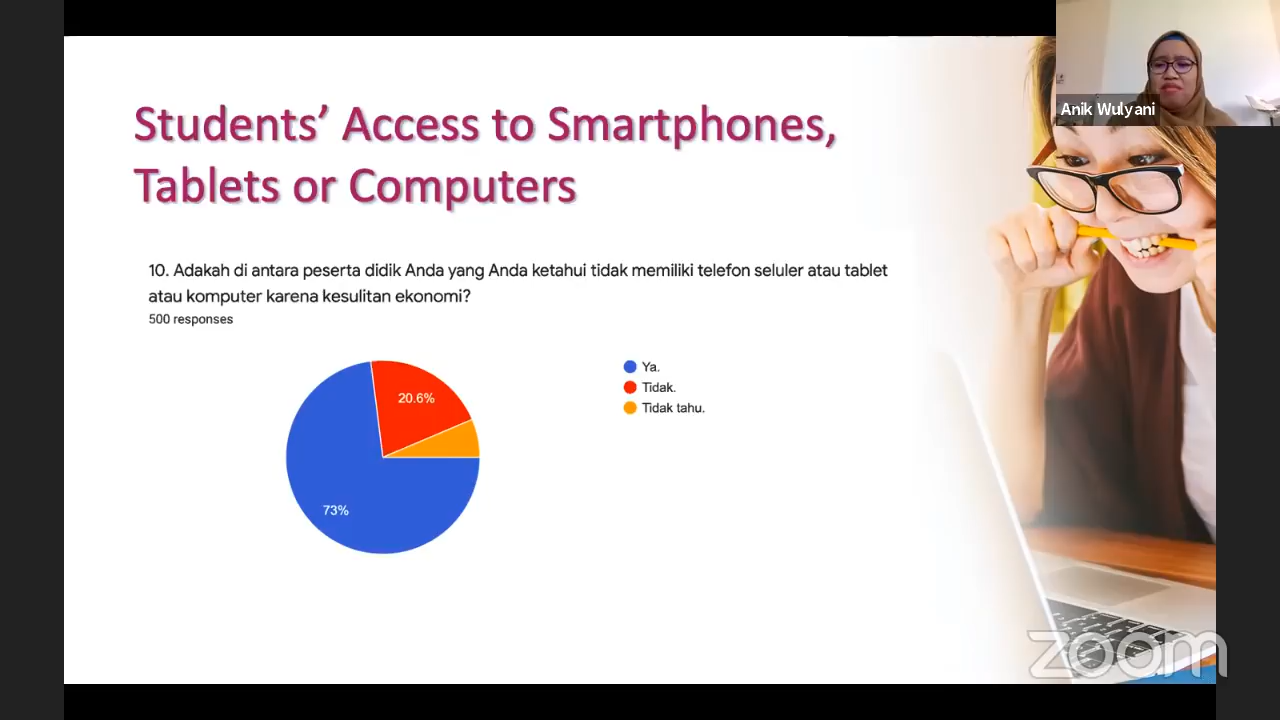 Students’ Access to Smartphones,
Tablets or Computers
10. Adakah di antara peserta didik Anda yang Anda ketahui tidak memiliki telefon seluler atau tablet
atau komputer karena kesulitan ekonomi?
500 responses
20.6%
73%
Ya.
Tidak.
Tidak tahu.
Anik Wulyani
zoom